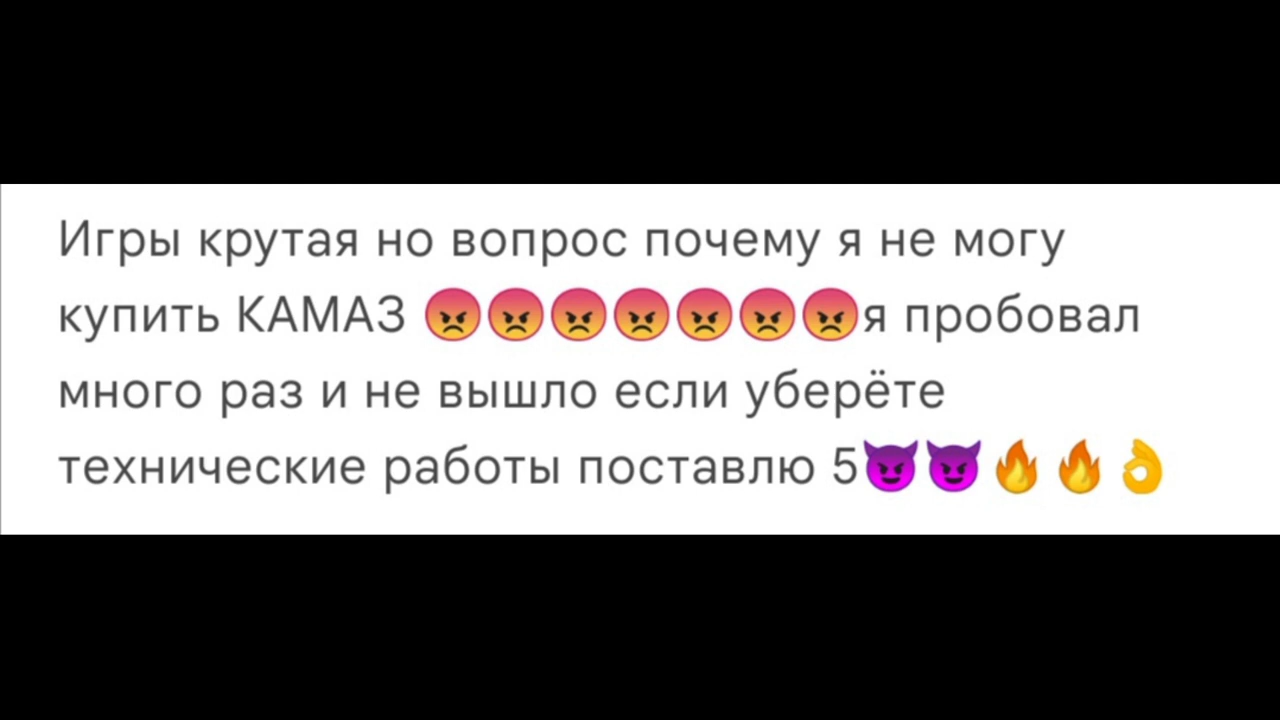 Игры крутая но вопрос почему я не могу
купить КАМАЗ 😡😡😡😡😡😡😡я пробовал
много раз и не вышло если уберёте
технические работы поставлю 5😈😈🔥🔥👌